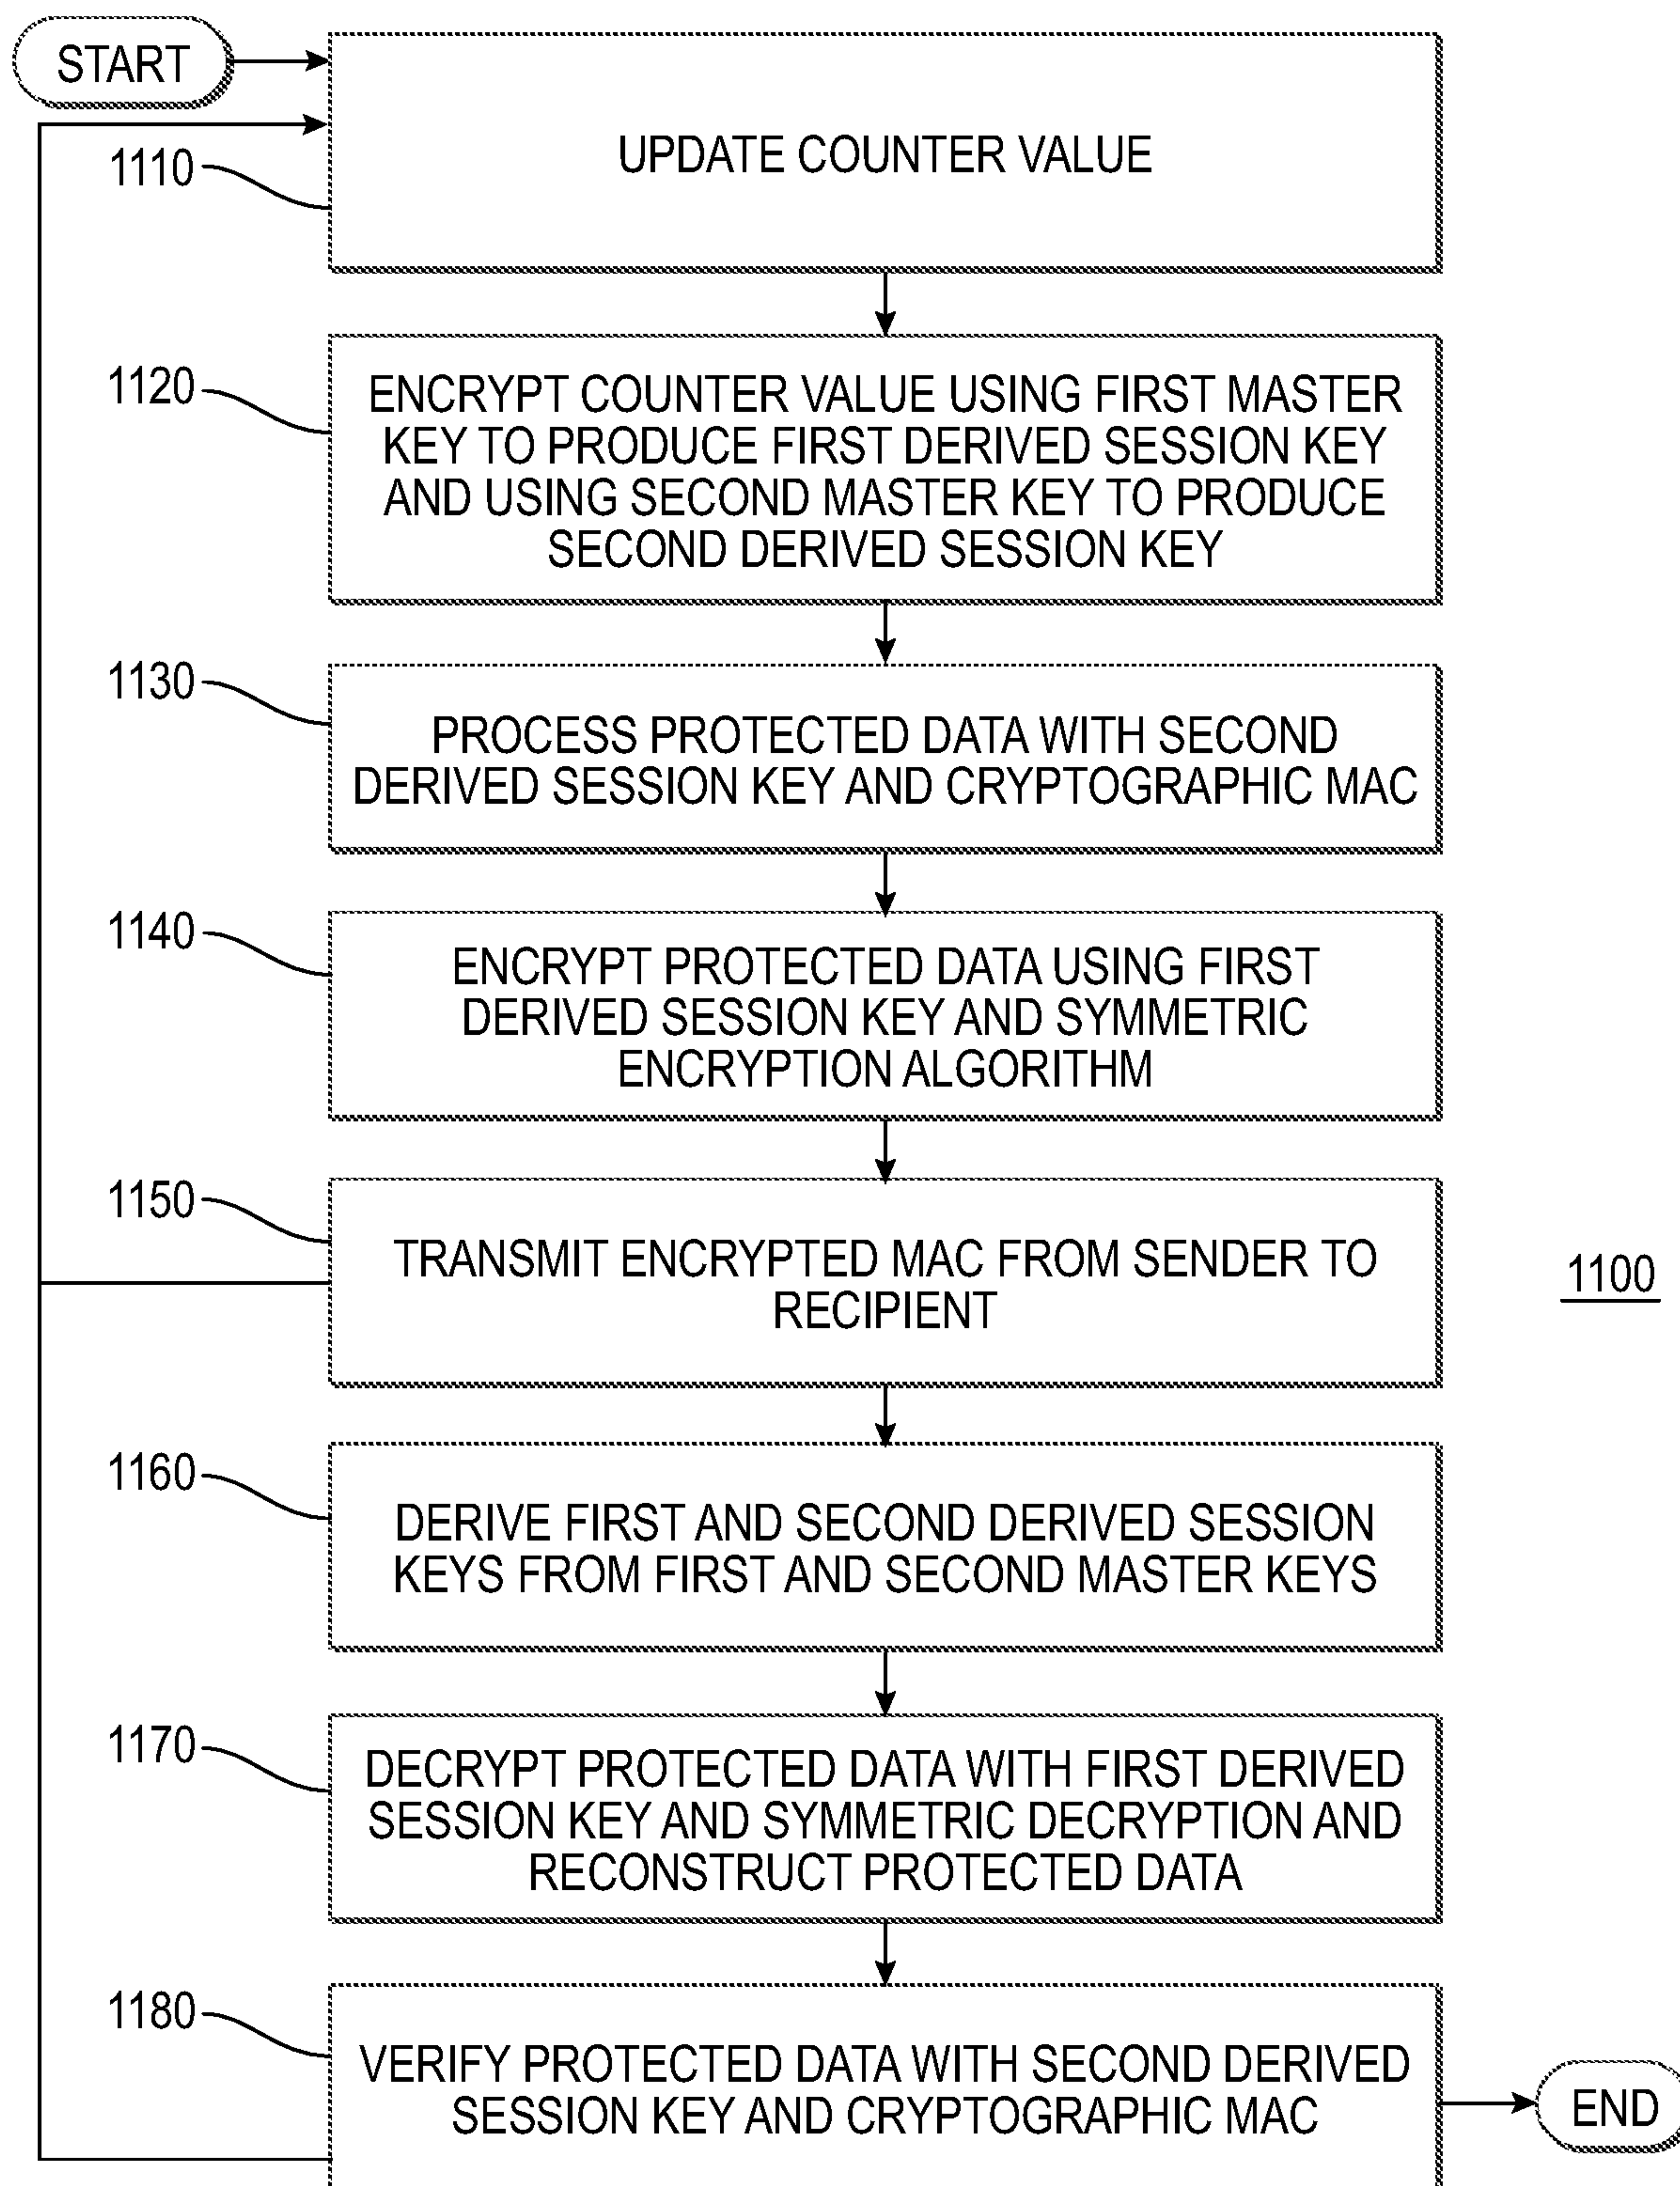 START
1110
UPDATE COUNTER VALUE
1120
ENCRYPT COUNTER VALUE USING FIRST MASTER
KEY TO PRODUCE FIRST DERIVED SESSION KEY
AND USING SECOND MASTER KEY TO PRODUCE
SECOND DERIVED SESSION KEY
1130
PROCESS PROTECTED DATA WITH SECOND
DERIVED SESSION KEY AND CRYPTOGRAPHIC MAC
1140
ENCRYPT PROTECTED DATA USING FIRST
DERIVED SESSION KEY AND SYMMETRIC
ENCRYPTION ALGORITHM
1150
TRANSMIT ENCRYPTED MAC FROM SENDER TO
RECIPIENT
1100
1160
DERIVE FIRST AND SECOND DERIVED SESSION
KEYS FROM FIRST AND SECOND MASTER KEYS
1170
DECRYPT PROTECTED DATA WITH FIRST DERIVED
SESSION KEY AND SYMMETRIC DECRYPTION AND
RECONSTRUCT PROTECTED DATA
1180
VERIFY PROTECTED DATA WITH SECOND DERIVED
SESSION KEY AND CRYPTOGRAPHIC MAC
END